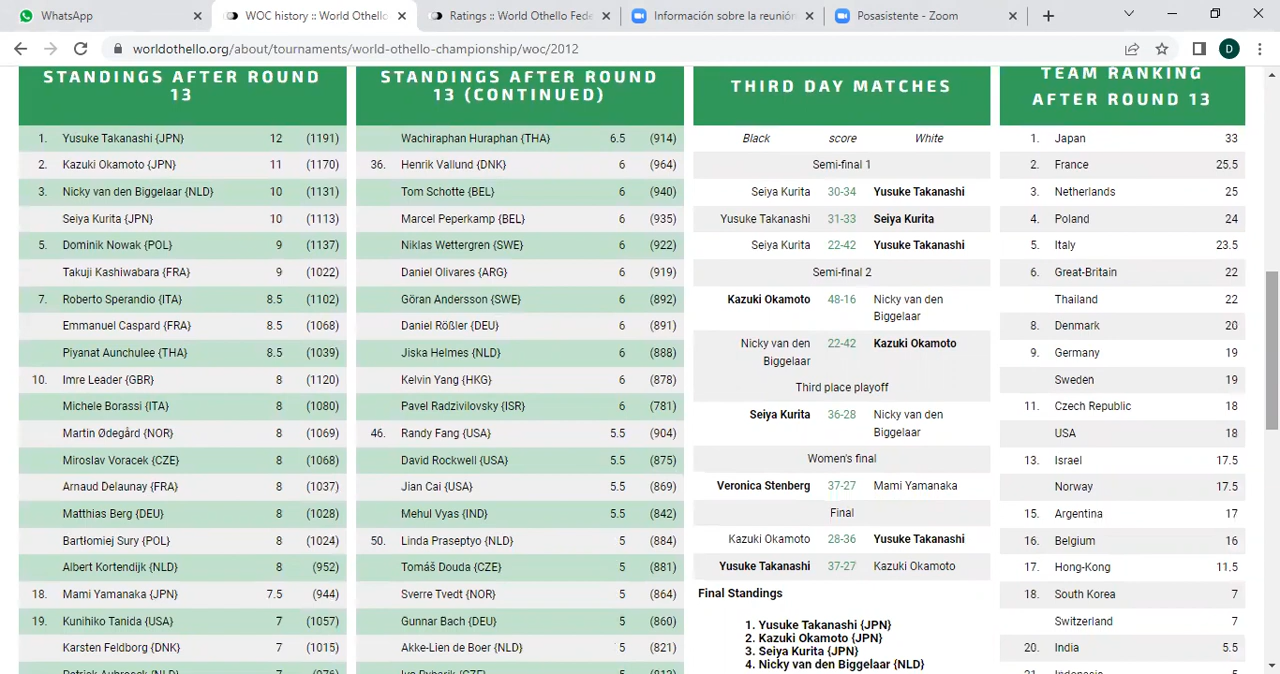 WhatsApp
WOC history :: World Othello
Ratings :: World Othello Fede
Información sobre la reunión
Posasistente - Zoom
worldothello.org/about/tournaments/world-othello-championship/woc/2012
D
STANDINGS AFTER ROUND
13
1. Yusuke Takanashi {JPN} 12 (1191)
2. Kazuki Okamoto {JPN} 11 (1170)
3. Nicky van den Biggelaar {NLD} 10 (1131)
Seiya Kurita {JPN} 10 (1113)
5. Dominik Nowak {POL} 9 (1137)
Takuji Kashiwabara {FRA} 9 (1022)
7. Roberto Sperandio {ITA} 8.5 (1102)
Emmanuel Caspard {FRA} 8.5 (1068)
Piyanat Aunchulee {THA} 8.5 (1039)
10. Imre Leader {GBR} 8 (1120)
Michele Borassi {ITA} 8 (1080)
Martin Ødegård {NOR} 8 (1069)
Miroslav Voracek {CZE} 8 (1068)
Arnaud Delaunay {FRA} 8 (1037)
Matthias Berg {DEU} 8 (1028)
Bartłomiej Sury {POL} 8 (1024)
Albert Kortendijk {NLD} 8 (952)
18. Mami Yamanaka {JPN} 7.5 (944)
19. Kunihiko Tanida {USA} 7 (1057)
Karsten Feldborg {DNK} 7 (1015)
STANDINGS AFTER ROUND
13 (CONTINUED)
Wachiraphan Huraphan {THA} 6.5 (914)
36. Henrik Vallund {DNK} 6 (964)
Tom Schotte {BEL} 6 (940)
Marcel Peperkamp {BEL} 6 (935)
Niklas Wettergren {SWE} 6 (922)
Daniel Olivares {ARG} 6 (919)
Göran Andersson {SWE} 6 (892)
Daniel Rößler {DEU} 6 (891)
Jiska Helmes {NLD} 6 (888)
Kelvin Yang {HKG} 6 (878)
Pavel Radzivilovsky {ISR} 6 (781)
46. Randy Fang {USA} 5.5 (904)
David Rockwell {USA} 5.5 (875)
Jian Cai {USA} 5.5 (869)
Mehul Vyas {IND} 5.5 (842)
50. Linda Praseptyo {NLD} 5 (884)
Tomáš Douda {CZE} 5 (881)
Sverre Tvedt {NOR} 5 (864)
Gunnar Bach {DEU} 5 (860)
Akke-Lien de Boer {NLD} 5 (821)
THIRD DAY MATCHES
Black score White
Semi-final 1
Seiya Kurita 30-34 Yusuke Takanashi
Yusuke Takanashi 31-33 Seiya Kurita
Seiya Kurita 22-42 Yusuke Takanashi
Semi-final 2
Kazuki Okamoto 48-16 Nicky van den
Biggelaar
Nicky van den 22-42 Kazuki Okamoto
Biggelaar
Third place playoff
Seiya Kurita 36-28 Nicky van den
Biggelaar
Women's final
Veronica Stenberg 37-27 Mami Yamanaka
Final
Kazuki Okamoto 28-36 Yusuke Takanashi
Yusuke Takanashi 37-27 Kazuki Okamoto
Final Standings
1. Yusuke Takanashi {JPN}
2. Kazuki Okamoto {JPN}
3. Seiya Kurita {JPN}
4. Nicky van den Biggelaar {NLD}
TEAM RANKING
AFTER ROUND 13
1. Japan 33
2. France 25.5
3. Netherlands 25
4. Poland 24
5. Italy 23.5
6. Great-Britain 22
Thailand 22
8. Denmark 20
9. Germany 19
Sweden 19
11. Czech Republic 18
USA 18
13. Israel 17.5
Norway 17.5
15. Argentina 17
16. Belgium 16
17. Hong-Kong 11.5
18. South Korea 7
Switzerland 7
20. India 5.5